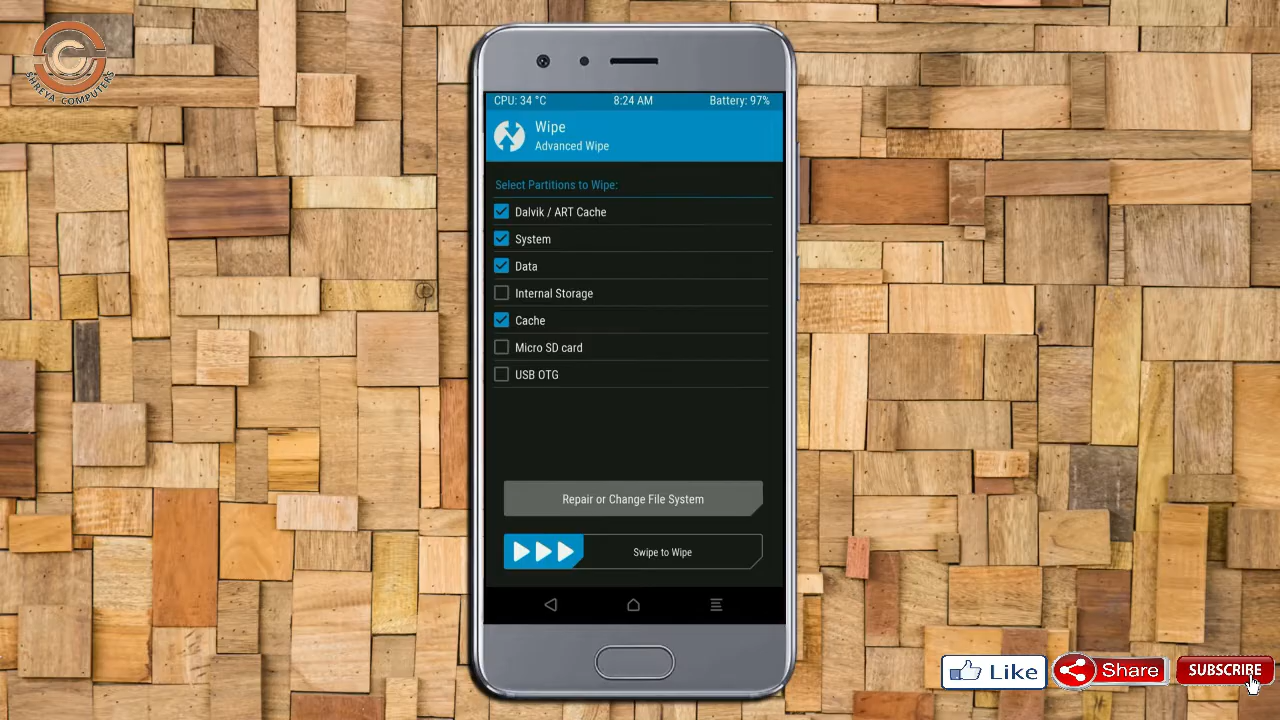 SHREYA COMPUTERS
CPU: 34 °C 8:24 AM Battery: 97%
Wipe
Advanced Wipe
Select Partitions to Wipe:
Dalvik / ART Cache
System
Data
Internal Storage
Cache
Micro SD card
USB OTG
Repair or Change File System
Swipe to Wipe
Like Share SUBSCRIBE